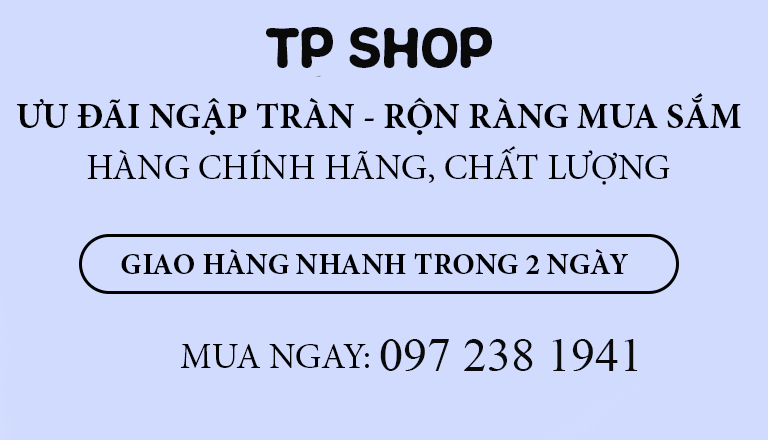 TP SHOP
ƯU ĐÃI NGẬP TRÀN - RỘN RÀNG MUA SẮM
HÀNG CHÍNH HÃNG, CHẤT LƯỢNG
GIAO HÀNG NHANH TRONG 2 NGÀY
MUA NGAY: 097 238 1941